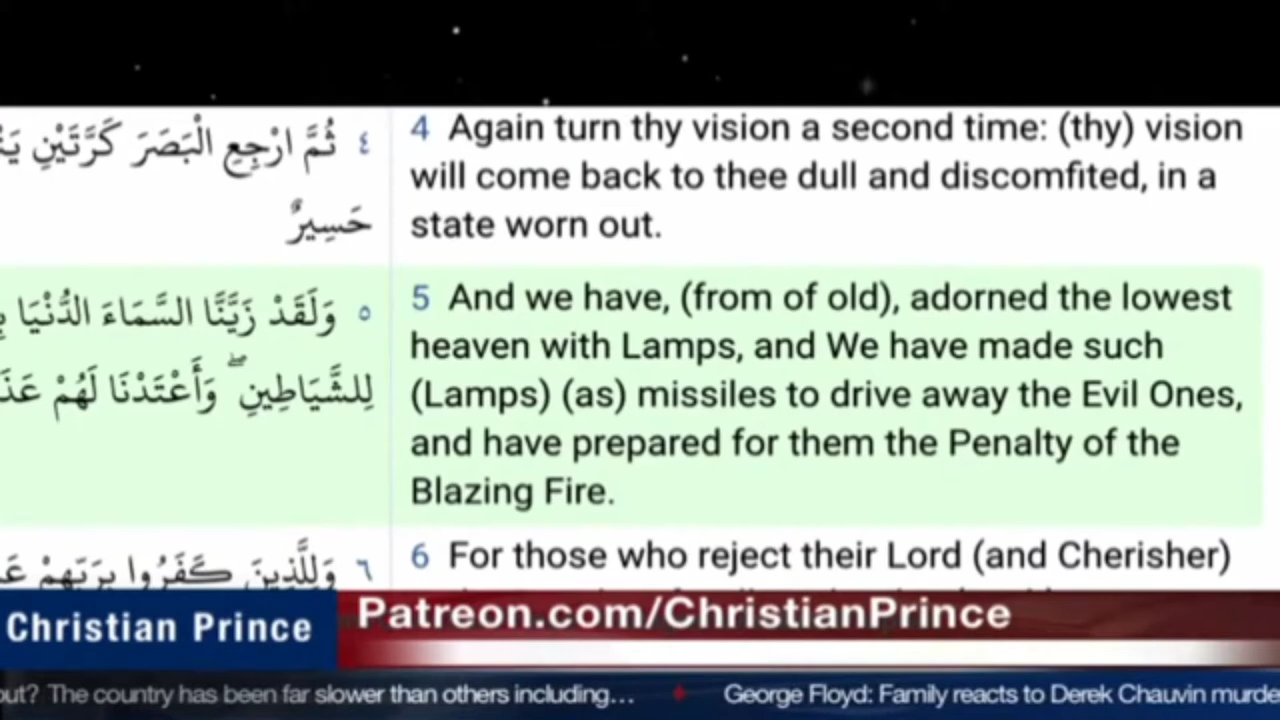 ثُمَّ ارْجِعِ الْبَصَرَ كَرَّتَيْنِ ٤
حَسِيرٌ
4 Again turn thy vision a second time: (thy) vision
will come back to thee dull and discomfited, in a
state worn out.
وَلَقَدْ زَيَّنَّا السَّمَاءَ الدُّنْيَا ٥
لِلشَّيَاطِينِ ۖ وَأَعْتَدْنَا لَهُمْ
5 And we have, (from of old), adorned the lowest
heaven with Lamps, and We have made such
(Lamps) (as) missiles to drive away the Evil Ones,
and have prepared for them the Penalty of the
Blazing Fire.
وَلِلَّذِينَ كَفَرُوا بِرَبِّهِمْ ٦
6 For those who reject their Lord (and Cherisher)
Christian Prince
Patreon.com/ChristianPrince
out? The country has been far slower than others including... George Floyd: Family reacts to Derek Chauvin murde